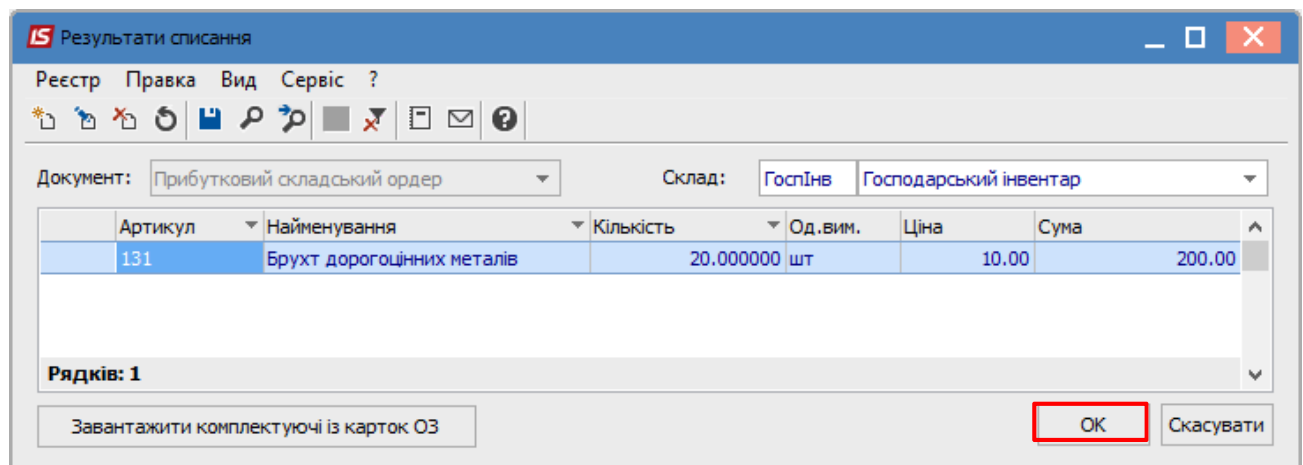 IS Результати списання
Реєстр Правка Вид Сервіс ?
Документ: Прибутковий складський ордер Склад: ГоспІнв Господарський інвентар
Артикул Найменування Кількість Од.вим. Ціна Сума
131 Брухт дорогоцінних металів 20.000000 шт 10.00 200.00
Рядків: 1
Завантажити комплектуючі із карток ОЗ ОК Скасувати